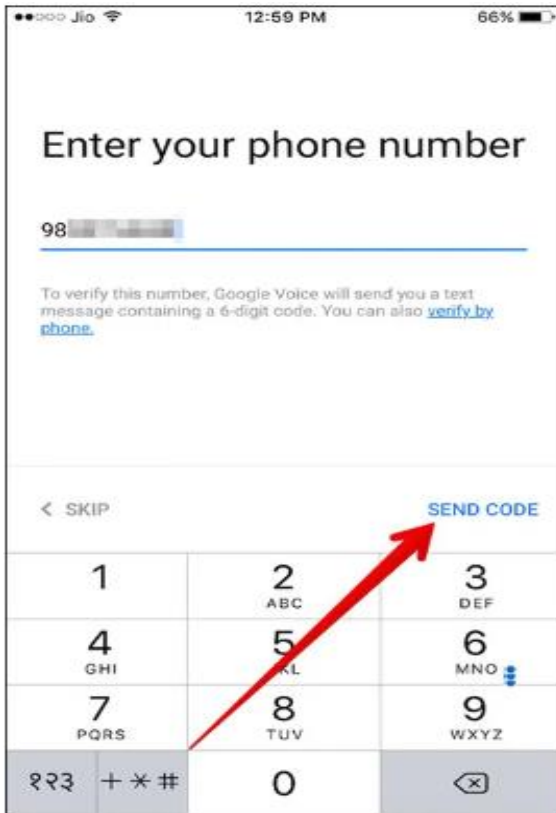 ●●○○○ Jio 12:59 PM 66%
Enter your phone number
98
To verify this number, Google Voice will send you a text
message containing a 6-digit code. You can also verify by
phone.
< SKIP SEND CODE
1 2 3
ABC DEF
4 5 6
GHI MNO
7 8 9
PQRS TUV WXYZ
१२३ +*# 0